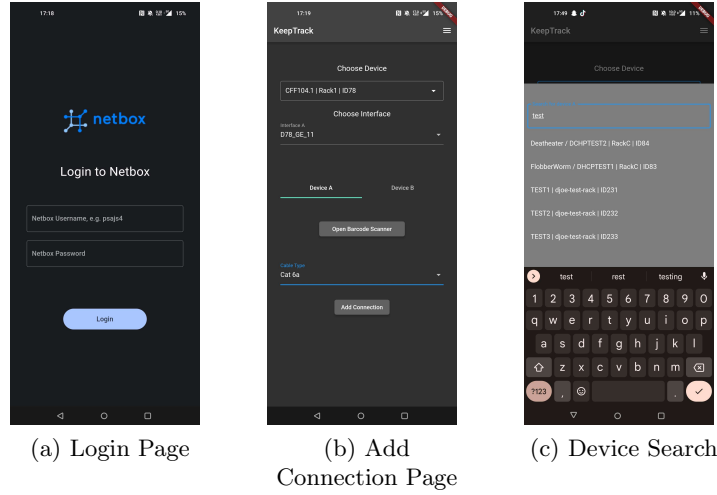 17:18
15%
netbox
Login to Netbox
Netbox Username, e.g. psajs4
Netbox Password
Login
(a) Login Page
17:19
15%
DEBUG
KeepTrack
Choose Device
CFF104.1 | Rack1 | ID78
Choose Interface
Interface A
D78_GE_11
Device A
Device B
Open Barcode Scanner
Cable Type
Cat 6a
Add Connection
(b) Add
Connection Page
17:49
11%
DEBUG
KeepTrack
Choose Device
test
Deatheater / DCHPTEST2 | RackC | ID84
FlobberWorm / DHCPTEST1 | RackC | ID83
TEST1 | djoe-test-rack | ID231
TEST2 | djoe-test-rack | ID232
TEST3 | djoe-test-rack | ID233
test rest testing
1 2 3 4 5 6 7 8 9 0
q w e r t y u i o p
a s d f g h j k l
z x c v b n m
?123 , .
(c) Device Search